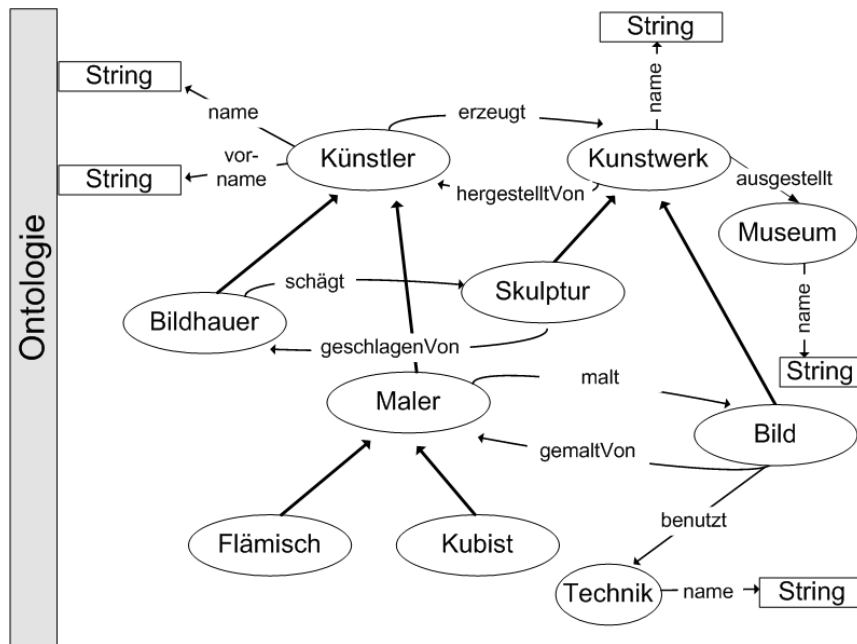 Ontologie
String
String
name
erzeugt
name
Künstler
Kunstwerk
String
vor-
name
hergestelltVon
ausgestellt
Museum
schägt
Skulptur
name
Bildhauer
geschlagenVon
String
malt
Maler
Bild
gemaltVon
Flämisch
Kubist
benutzt
Technik
name
String